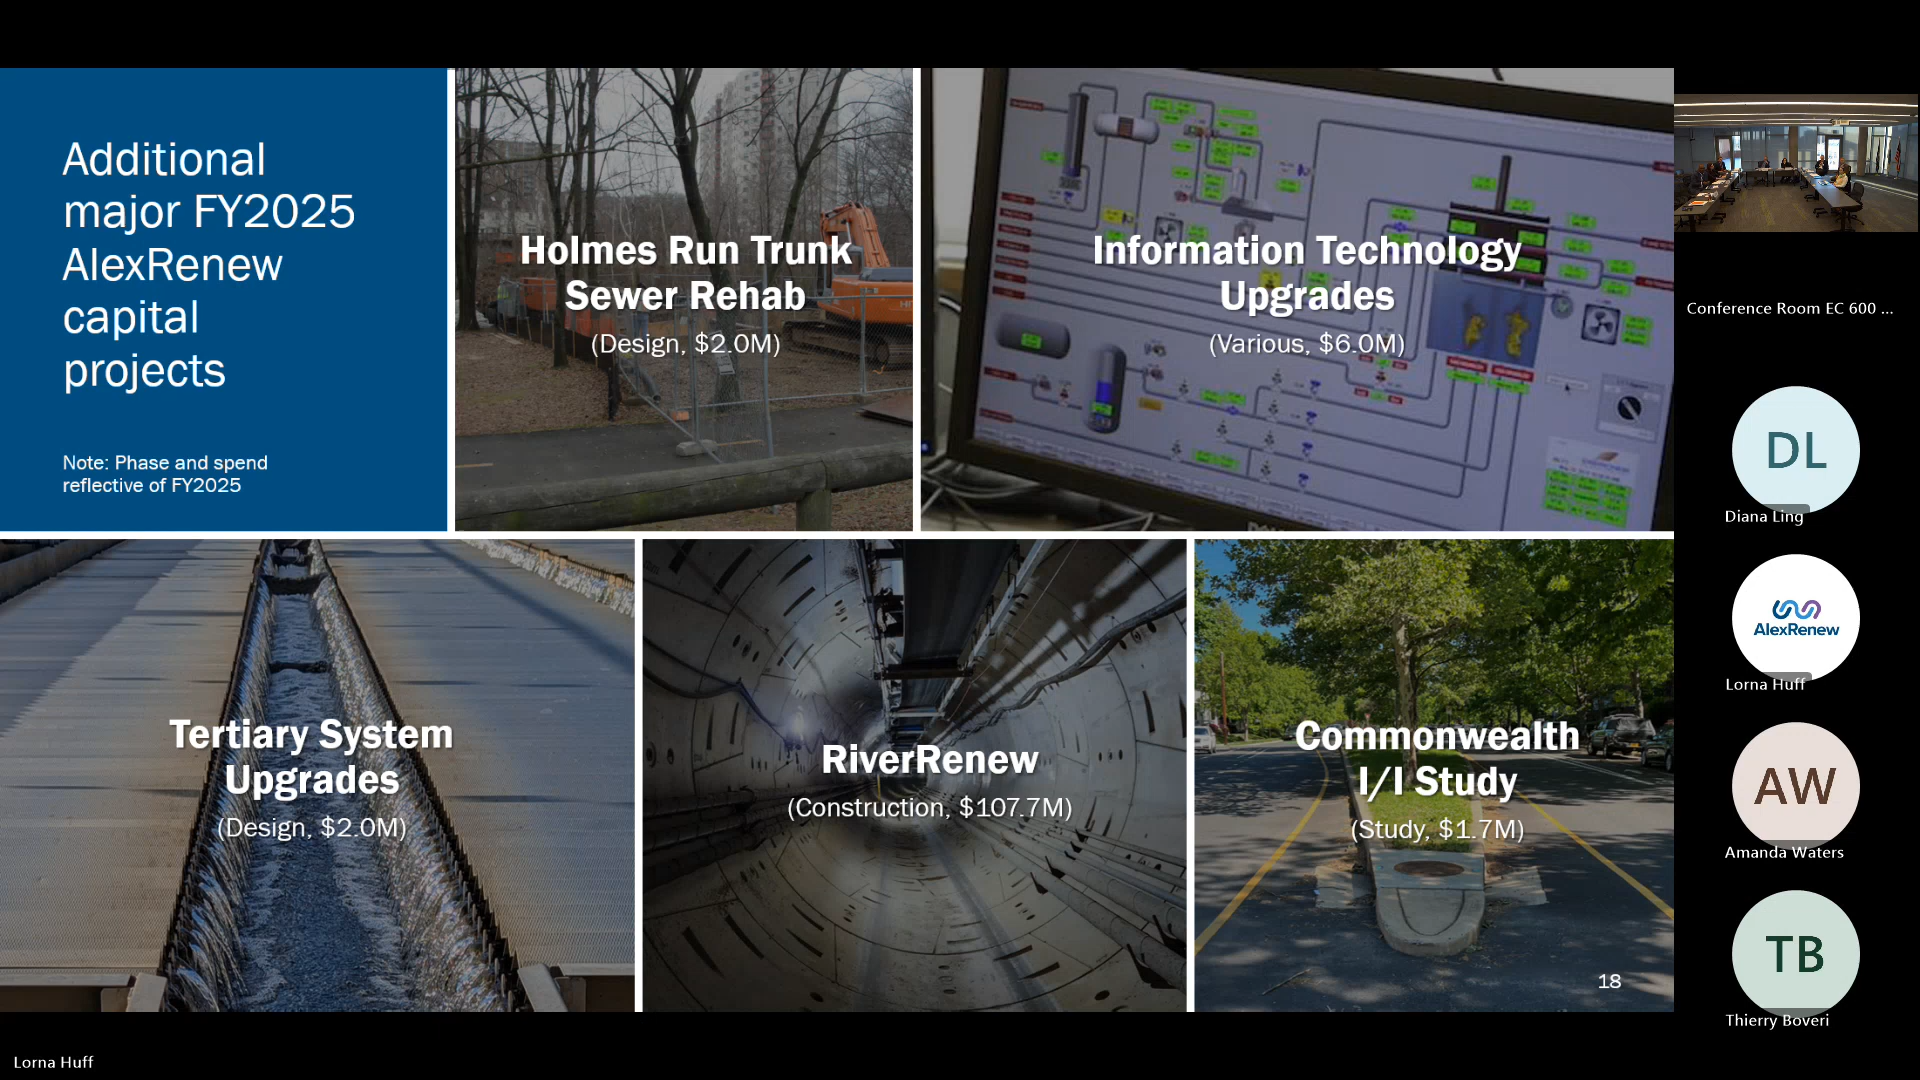 Additional
major FY2025
AlexRenew
capital
projects
Note: Phase and spend
reflective of FY2025
Holmes Run Trunk
Sewer Rehab
(Design, $2.0M)
Information Technology
Upgrades
(Various, $6.0M)
Tertiary System
Upgrades
(Design, $2.0M)
RiverRenew
(Construction, $107.7M)
Commonwealth
I/I Study
(Study, $1.7M)
18
Conference Room EC 600 ...
DL
Diana Ling
AlexRenew
Lorna Huff
AW
Amanda Waters
TB
Thierry Boveri
Lorna Huff